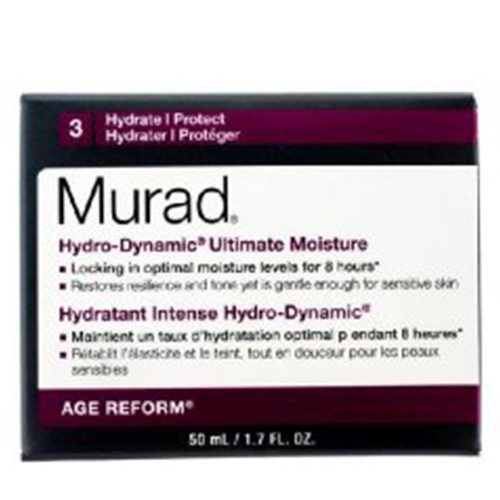 3
Hydrate | Protect
Hydrater | Protéger
Murad®
Hydro-Dynamic® Ultimate Moisture
▪ Locking in optimal moisture levels for 8 hours*
▪ Restores resilience and tone yet is gentle enough for sensitive skin
Hydratant Intense Hydro-Dynamic®
▪ Maintient un taux d'hydratation optimal p endant 8 heures*
▪ Rétablit l'élasticité et le teint, tout en douceur pour les peaux
sensibles
AGE REFORM®
50 mL / 1.7 FL. OZ.